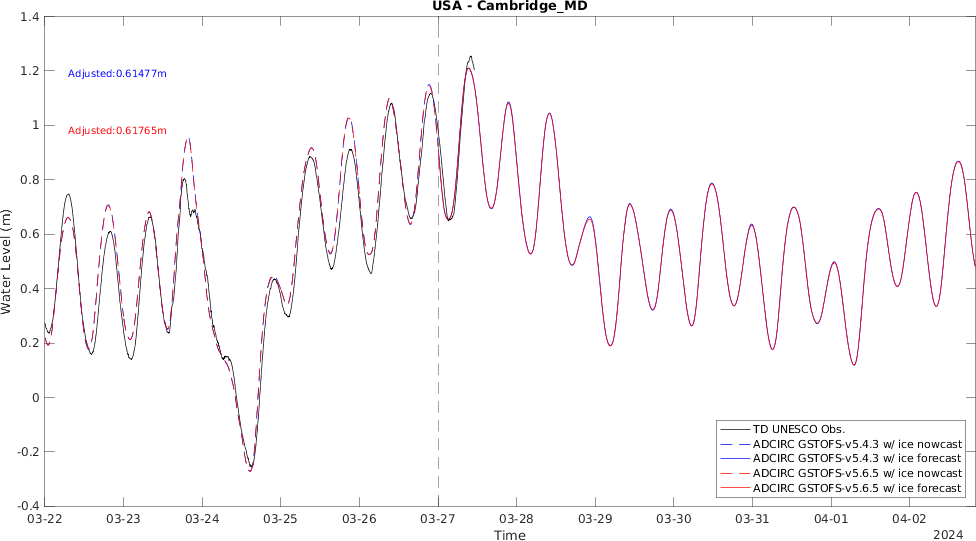 USA - Cambridge_MD
1.4
1.2
1
0.8
0.6
0.4
0.2
0
-0.2
-0.4
Water Level (m)
Adjusted:0.61477m
Adjusted:0.61765m
TD UNESCO Obs.
ADCIRC GSTOFS-v5.4.3 w/ ice nowcast
ADCIRC GSTOFS-v5.4.3 w/ ice forecast
ADCIRC GSTOFS-v5.6.5 w/ ice nowcast
ADCIRC GSTOFS-v5.6.5 w/ ice forecast
03-22 03-23 03-24 03-25 03-26 03-27 03-28 03-29 03-30 03-31 04-01 04-02
Time
2024